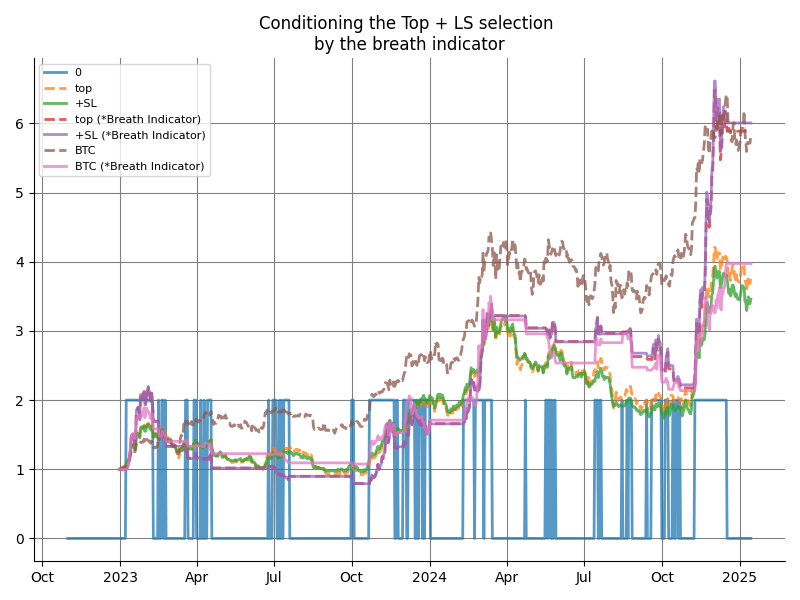 Conditioning the Top + LS selection
by the breath indicator
0
top
+SL
top (*Breath Indicator)
+SL (*Breath Indicator)
BTC
BTC (*Breath Indicator)
6
5
4
3
2
1
0
Oct
2023
Apr
Jul
Oct
2024
Apr
Jul
Oct
2025